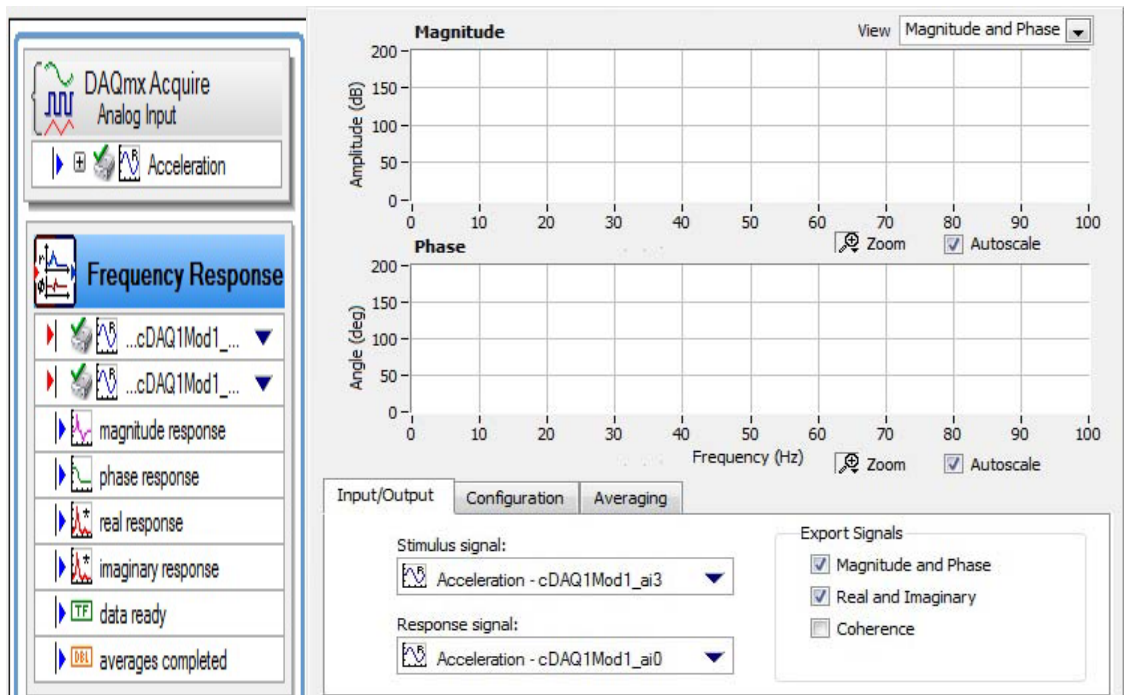 DAQmx Acquire
Analog Input
Acceleration
Frequency Response
...cDAQ1Mod1_...
...cDAQ1Mod1_...
magnitude response
phase response
real response
imaginary response
TF data ready
DBL averages completed
Magnitude
View Magnitude and Phase
Amplitude (dB)
200
150
100
50
0
0 10 20 30 40 50 60 70 80 90 100
Zoom Autoscale
Phase
Angle (deg)
200
150
100
50
0
0 10 20 30 40 50 60 70 80 90 100
Frequency (Hz)
Zoom Autoscale
Input/Output Configuration Averaging
Stimulus signal:
Acceleration - cDAQ1Mod1_ai3
Response signal:
Acceleration - cDAQ1Mod1_ai0
Export Signals
Magnitude and Phase
Real and Imaginary
Coherence